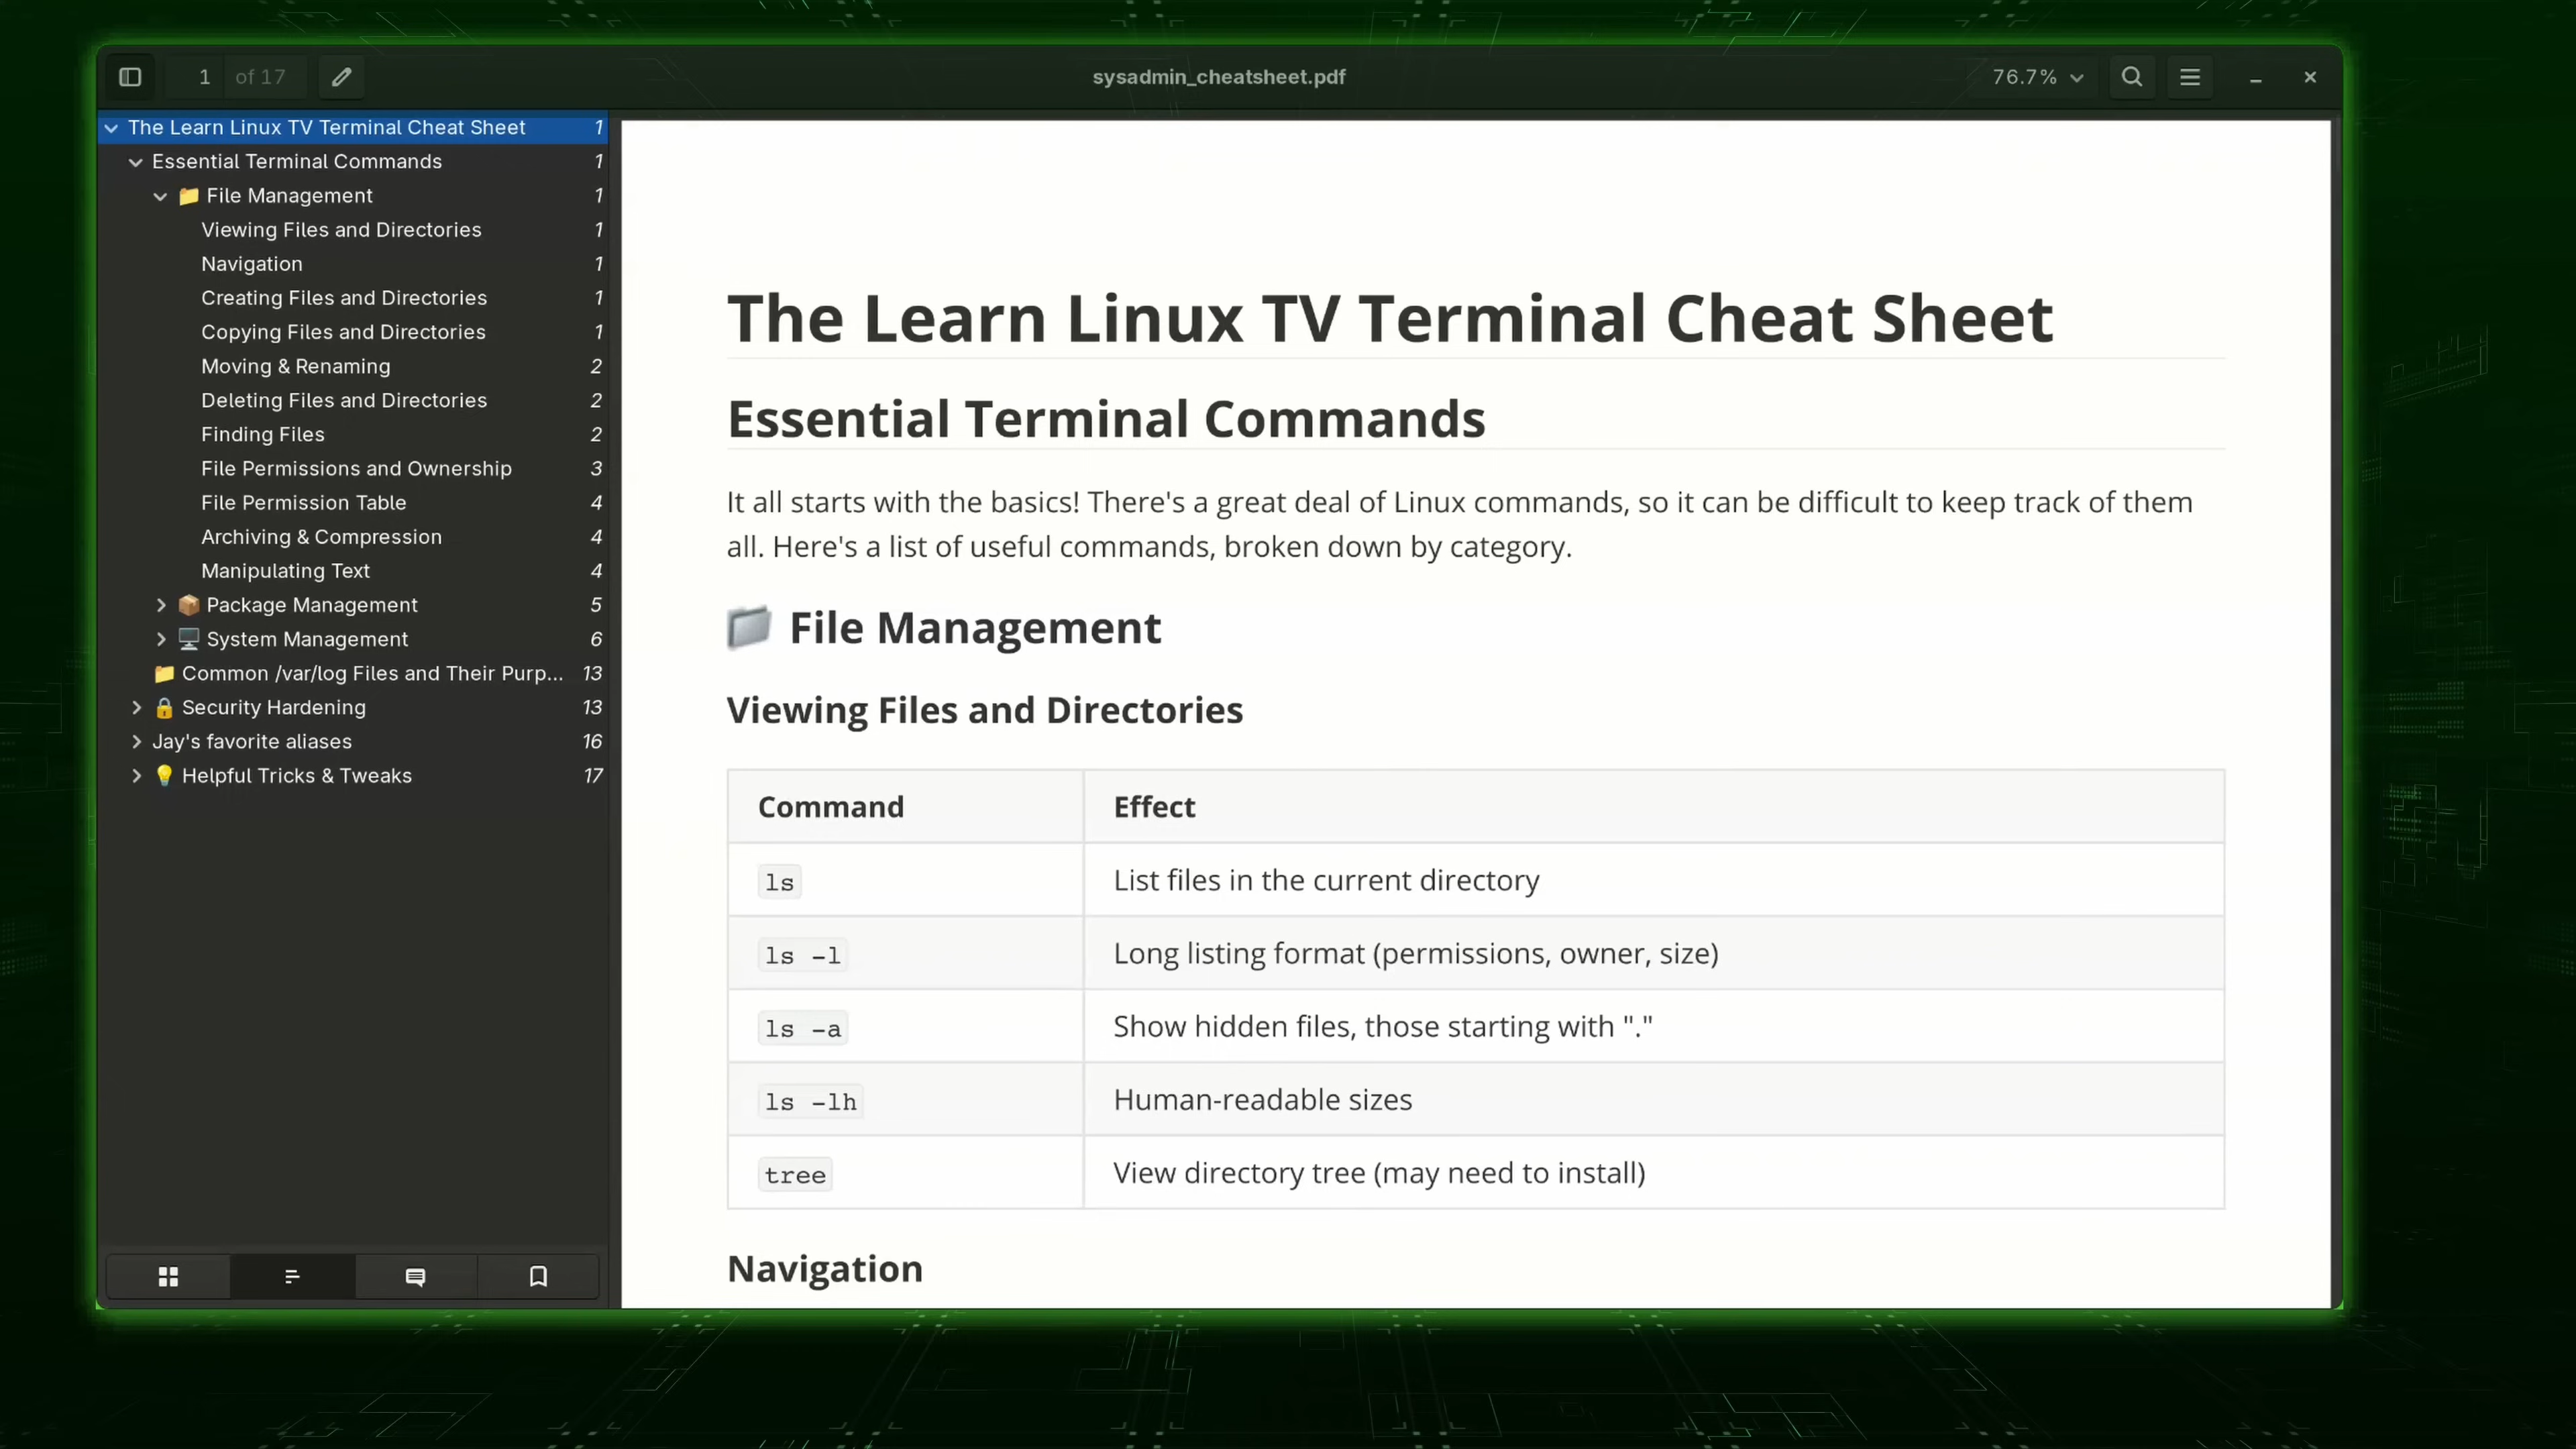 1 of 17
sysadmin_cheatsheet.pdf
76.7%
The Learn Linux TV Terminal Cheat Sheet 1
Essential Terminal Commands 1
📁 File Management 1
Viewing Files and Directories 1
Navigation 1
Creating Files and Directories 1
Copying Files and Directories 1
Moving & Renaming 2
Deleting Files and Directories 2
Finding Files 2
File Permissions and Ownership 3
File Permission Table 4
Archiving & Compression 4
Manipulating Text 4
📦 Package Management 5
🖥️ System Management 6
📁 Common /var/log Files and Their Purp... 13
🔒 Security Hardening 13
Jay's favorite aliases 16
💡 Helpful Tricks & Tweaks 17
The Learn Linux TV Terminal Cheat Sheet
Essential Terminal Commands
It all starts with the basics! There's a great deal of Linux commands, so it can be difficult to keep track of them
all. Here's a list of useful commands, broken down by category.
📁 File Management
Viewing Files and Directories
Command Effect
ls List files in the current directory
ls -l Long listing format (permissions, owner, size)
ls -a Show hidden files, those starting with "."
ls -lh Human-readable sizes
tree View directory tree (may need to install)
Navigation